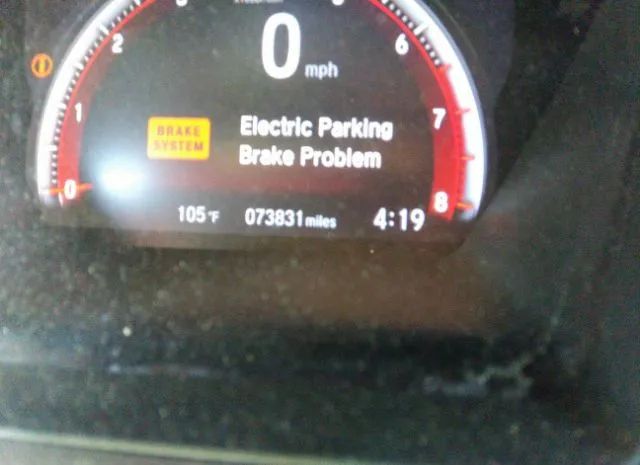 2
6
0 mph
1
7
BRAKE
SYSTEM
Electric Parking
Brake Problem
0
8
105°F 073831 miles 4:19